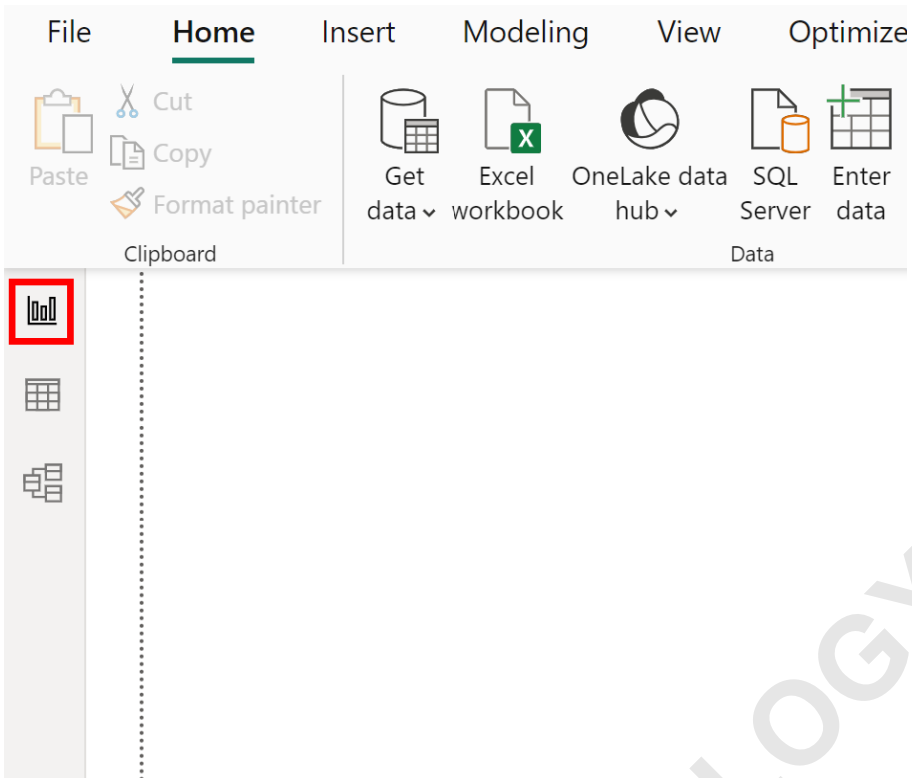 File Home Insert Modeling View Optimize
Cut
Copy
Paste
Format painter
Get data
Excel workbook
OneLake data hub
SQL Server
Enter data
Clipboard
Data
LOGY